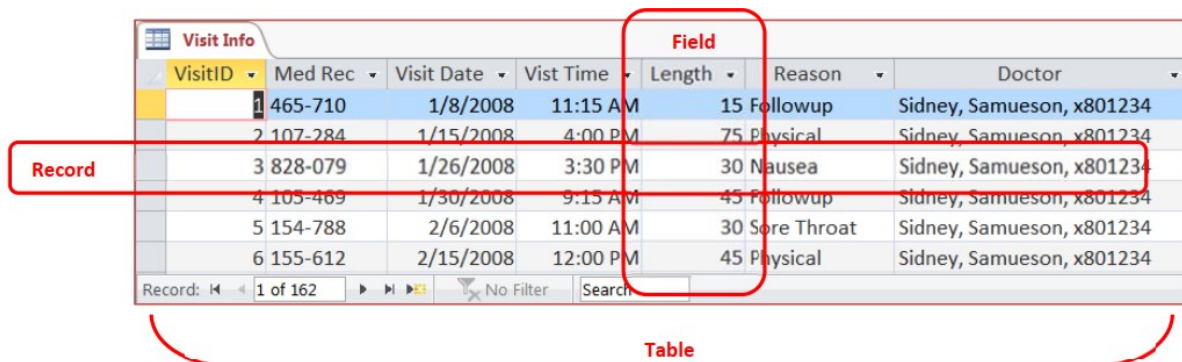 Visit Info
Field
VisitID Med Rec Visit Date Vist Time Length Reason Doctor
1 465-710 1/8/2008 11:15 AM 15 Followup Sidney, Samueson, x801234
2 107-284 1/15/2008 4:00 PM 75 Physical Sidney, Samueson, x801234
Record
3 828-079 1/26/2008 3:30 PM 30 Nausea Sidney, Samueson, x801234
4 105-469 1/30/2008 9:15 AM 45 Followup Sidney, Samueson, x801234
5 154-788 2/6/2008 11:00 AM 30 Sore Throat Sidney, Samueson, x801234
6 155-612 2/15/2008 12:00 PM 45 Physical Sidney, Samueson, x801234
Record: 1 of 162 No Filter Search
Table